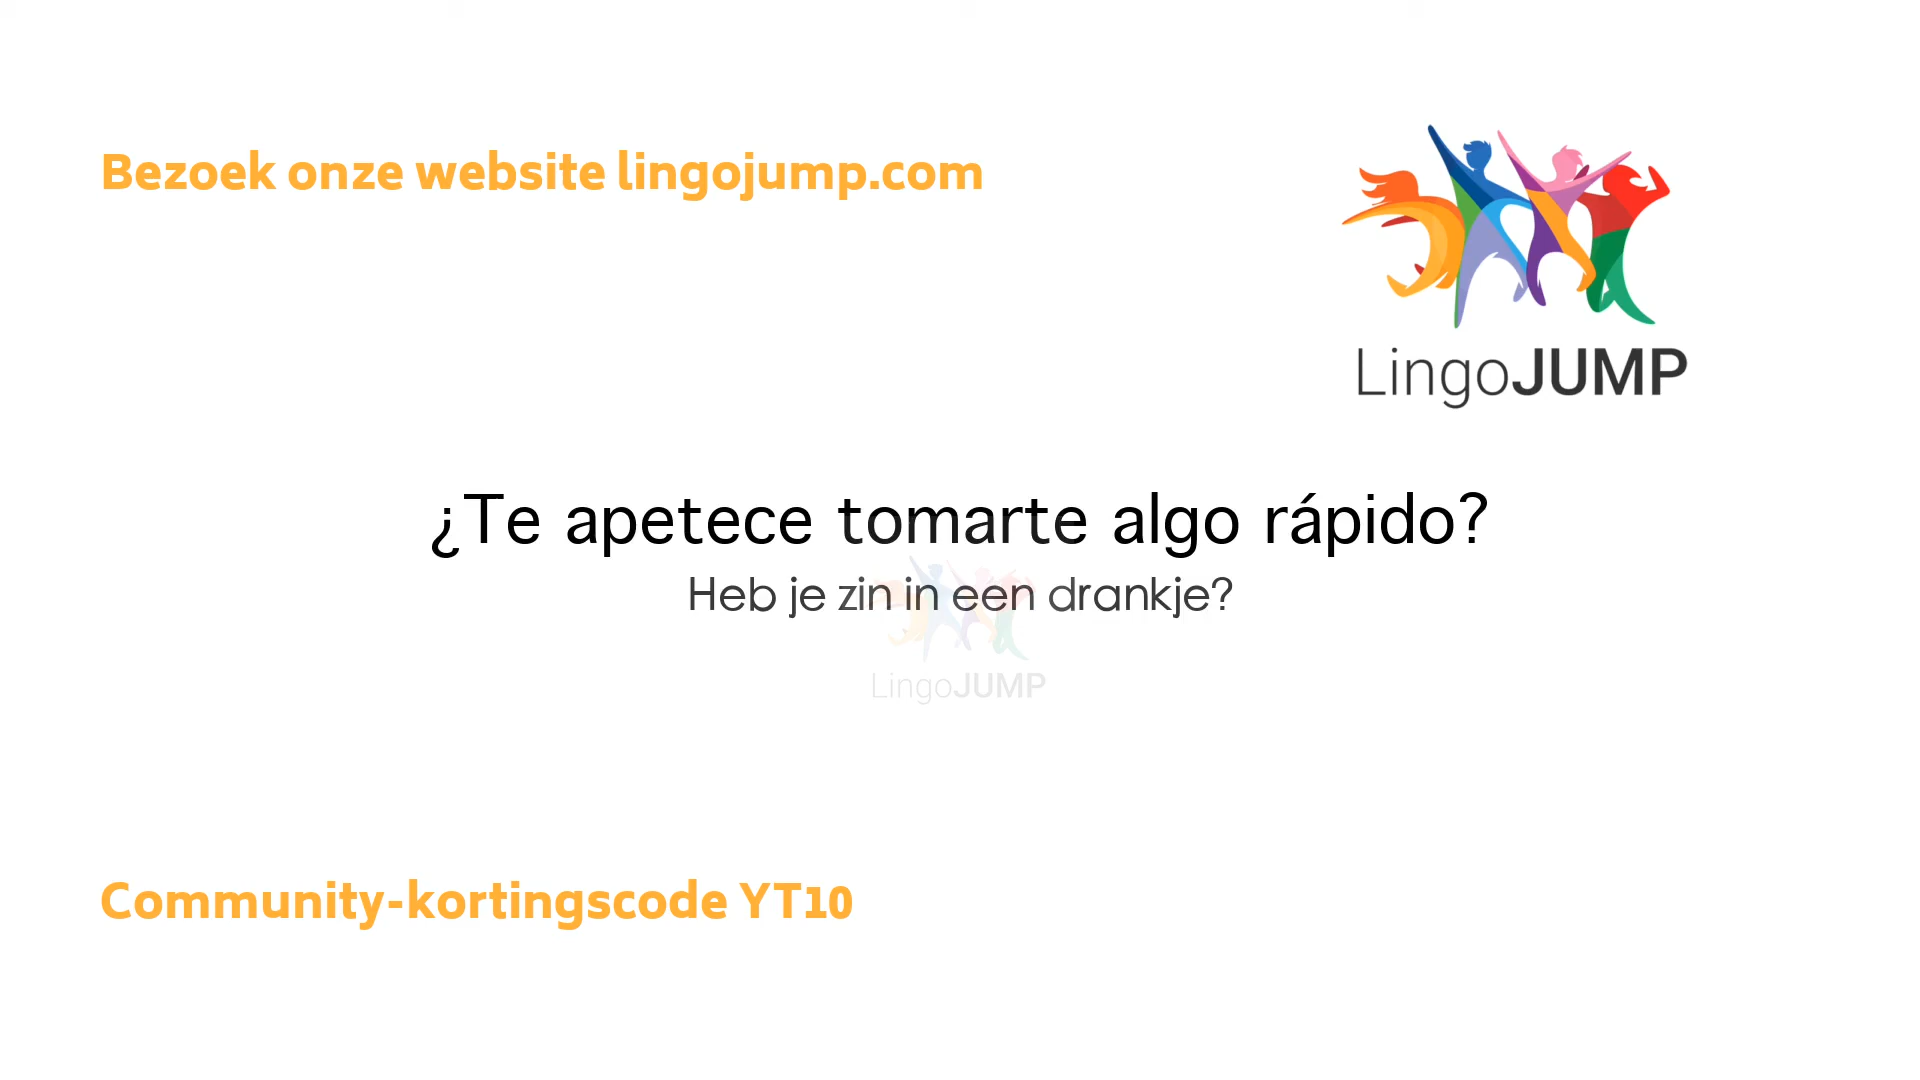 Bezoek onze website lingojump.com
LingoJUMP
¿Te apetece tomarte algo rápido?
Heb je zin in een drankje?
LingoJUMP
Community-kortingscode YT10